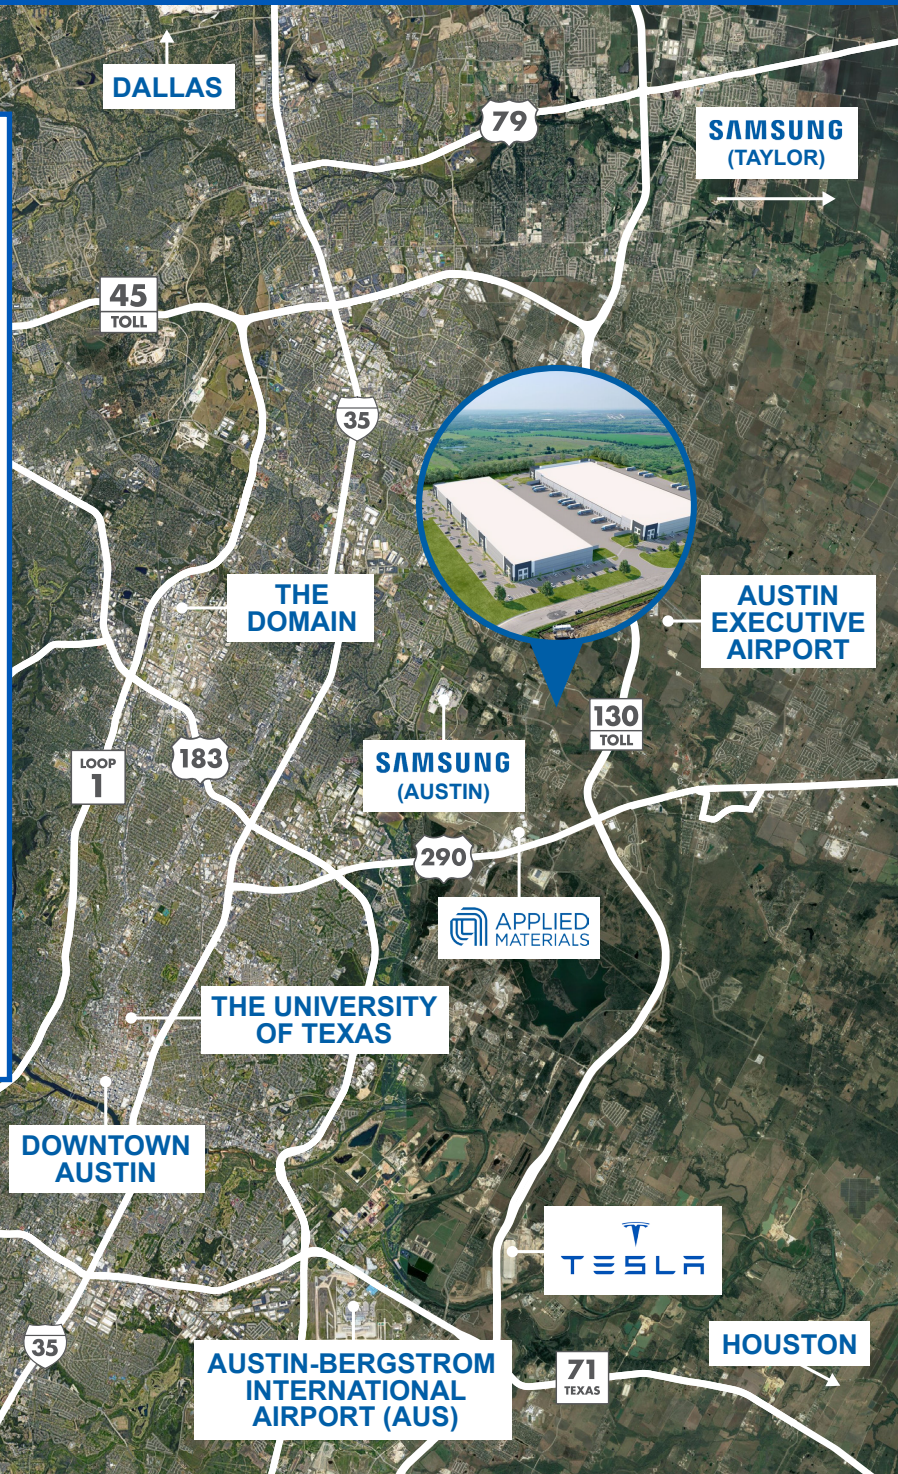 DALLAS
79
SAMSUNG
(TAYLOR)
45
TOLL
35
THE
DOMAIN
AUSTIN
EXECUTIVE
AIRPORT
130
TOLL
LOOP
1
183
SAMSUNG
(AUSTIN)
290
APPLIED
MATERIALS
THE UNIVERSITY
OF TEXAS
DOWNTOWN
AUSTIN
TESLA
35
HOUSTON
71
TEXAS
AUSTIN-BERGSTROM
INTERNATIONAL
AIRPORT (AUS)